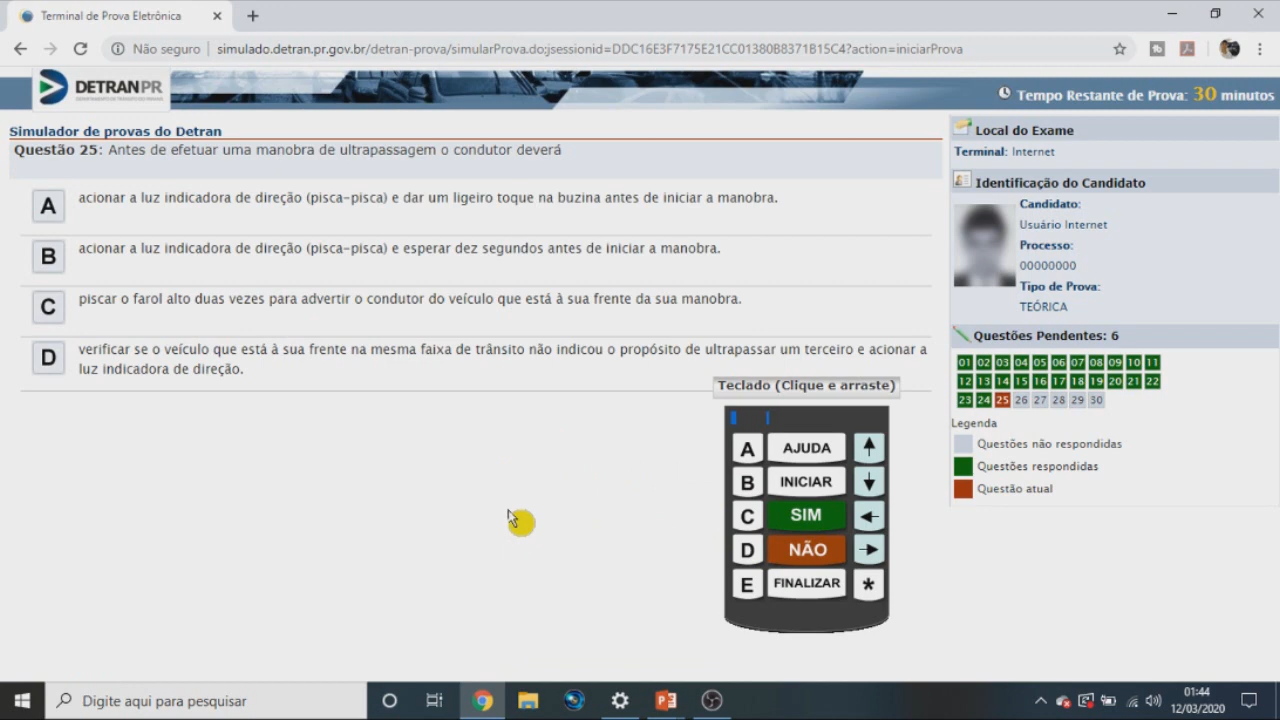 Terminal de Prova Eletrônica
Não seguro
simulado.detran.pr.gov.br/detran-prova/simularProva.do;jsessionid=DDC16E3F7175E21CC01380B8371B15C4?action=iniciarProva
DETRANPR
Tempo Restante de Prova: 30 minutos
Simulador de provas do Detran
Questão 25: Antes de efetuar uma manobra de ultrapassagem o condutor deverá
A acionar a luz indicadora de direção (pisca-pisca) e dar um ligeiro toque na buzina antes de iniciar a manobra.
B acionar a luz indicadora de direção (pisca-pisca) e esperar dez segundos antes de iniciar a manobra.
C piscar o farol alto duas vezes para advertir o condutor do veículo que está à sua frente da sua manobra.
D verificar se o veículo que está à sua frente na mesma faixa de trânsito não indicou o propósito de ultrapassar um terceiro e acionar a
luz indicadora de direção.
Teclado (Clique e arraste)
A AJUDA
B INICIAR
C SIM
D NÃO
E FINALIZAR *
Local do Exame
Terminal: Internet
Identificação do Candidato
Candidato:
Usuário Internet
Processo:
00000000
Tipo de Prova:
TEÓRICA
Questões Pendentes: 6
01 02 03 04 05 06 07 08 09 10 11
12 13 14 15 16 17 18 19 20 21 22
23 24 25 26 27 28 29 30
Legenda
Questões não respondidas
Questões respondidas
Questão atual
Digite aqui para pesquisar
01:44
12/03/2020